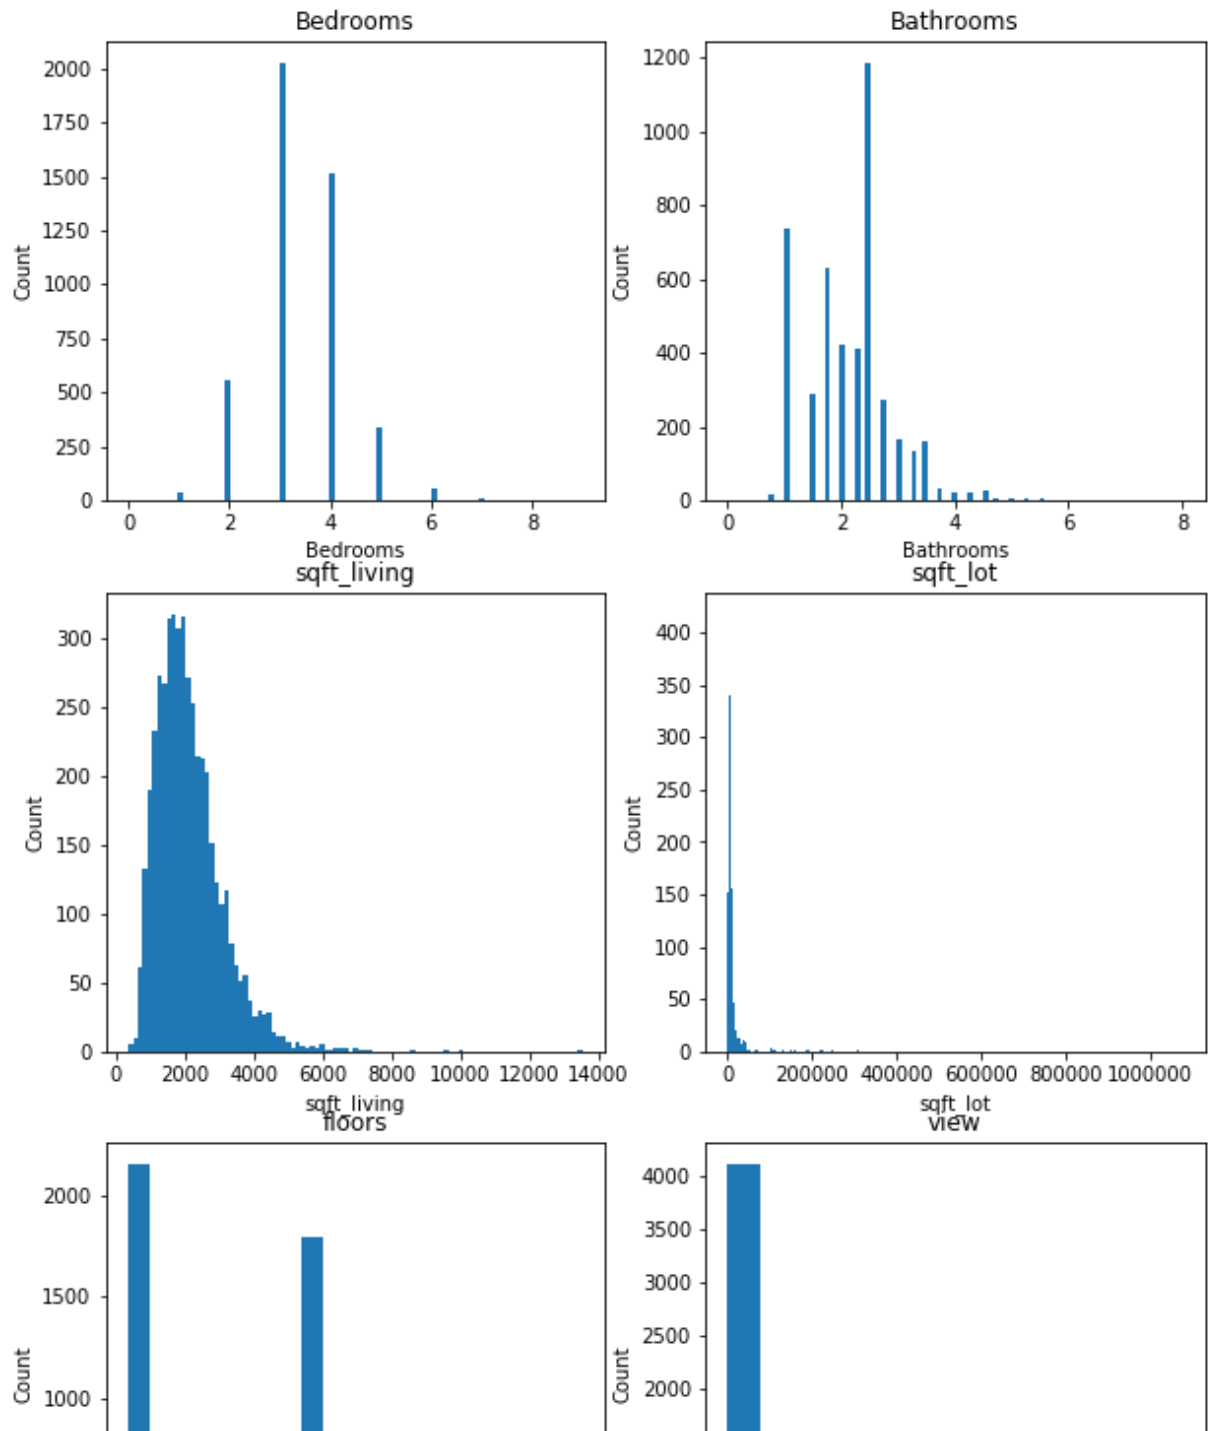 Bedrooms
2000
1750
1500
1250
1000
750
500
250
0
Count
0 2 4 6 8
Bedrooms
Bathrooms
1200
1000
800
600
400
200
0
Count
0 2 4 6 8
Bathrooms
sqft_living
300
250
200
150
100
50
0
Count
0 2000 4000 6000 8000 10000 12000 14000
sqft_living
sqft_lot
400
350
300
250
200
150
100
50
0
Count
0 200000 400000 600000 800000 1000000
sqft_lot
floors
2000
1500
1000
Count
view
4000
3500
3000
2500
2000
Count